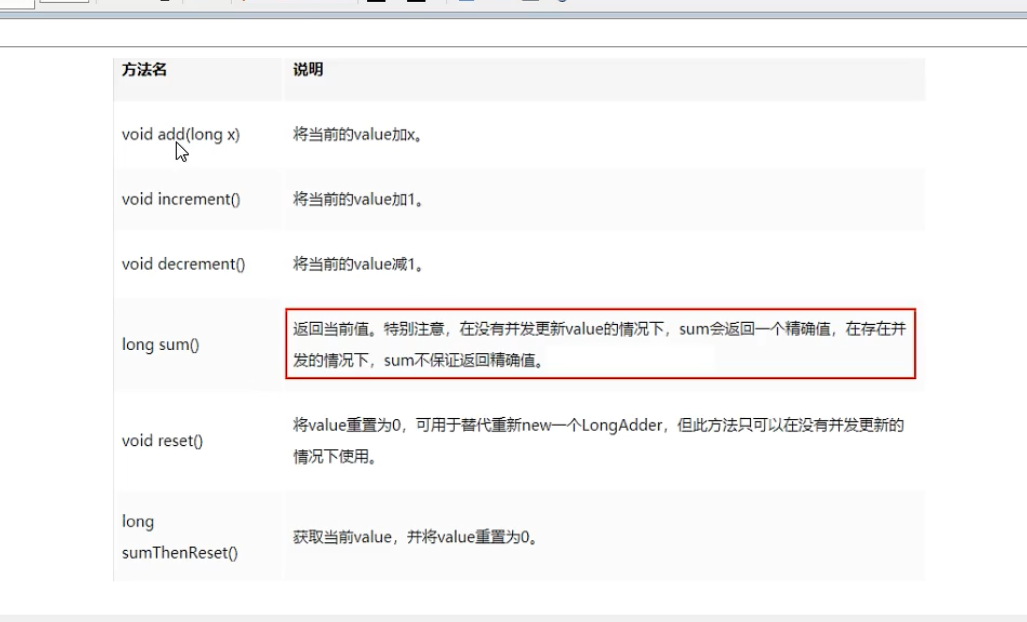 方法名 说明
void add(long x) 将当前的value加x。
void increment() 将当前的value加1。
void decrement() 将当前的value减1。
long sum() 返回当前值。特别注意，在没有并发更新value的情况下，sum会返回一个精确值，在存在并
发的情况下，sum不保证返回精确值。
void reset() 将value重置为0，可用于替代重新new一个LongAdder，但此方法只可以在没有并发更新的
情况下使用。
long
sumThenReset() 获取当前value，并将value重置为0。